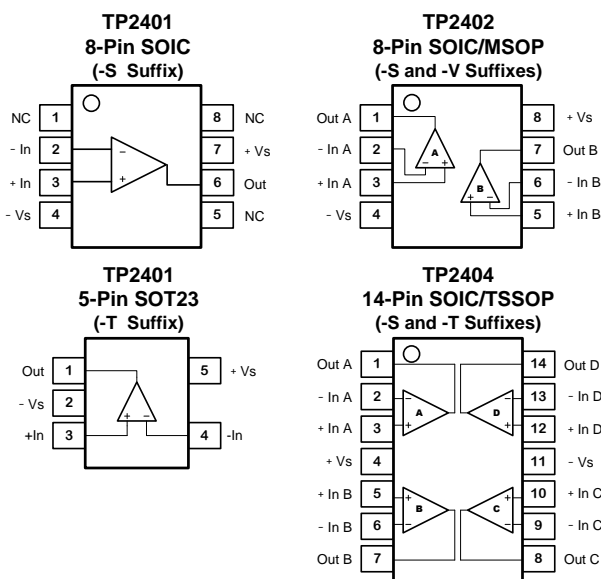 TP2401
8-Pin SOIC
(-S Suffix)
NC 1
- In 2
+ In 3
- Vs 4
8 NC
7 + Vs
6 Out
5 NC
-
+
TP2402
8-Pin SOIC/MSOP
(-S and -V Suffixes)
Out A 1
- In A 2
+ In A 3
- Vs 4
8 + Vs
7 Out B
6 - In B
5 + In B
A
- +
B
+ -
TP2401
5-Pin SOT23
(-T Suffix)
Out 1
- Vs 2
+In 3
5 + Vs
4 -In
+ -
TP2404
14-Pin SOIC/TSSOP
(-S and -T Suffixes)
Out A 1
- In A 2
+ In A 3
+ Vs 4
+ In B 5
- In B 6
Out B 7
14 Out D
13 - In D
12 + In D
11 - Vs
10 + In C
9 - In C
8 Out C
-
A
+
-
D
+
+
B
-
+
C
-